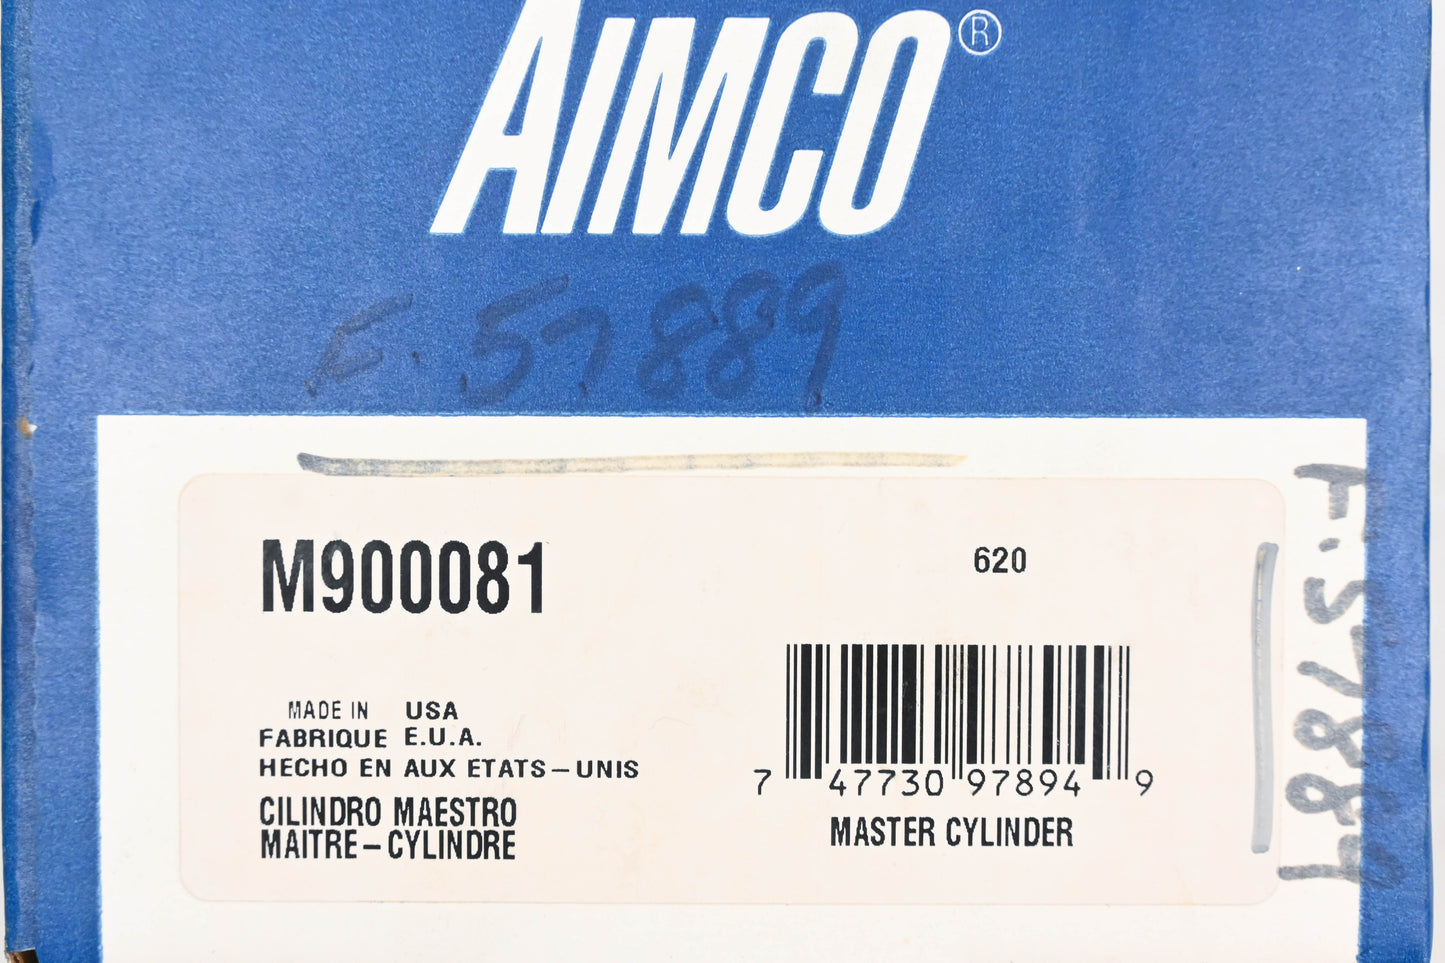 AIMCO®
F. 57889
M900081
620
MADE IN USA
FABRIQUE E.U.A.
HECHO EN AUX ETATS-UNIS
CILINDRO MAESTRO
MAITRE-CYLINDRE
7 47730 97894 9
MASTER CYLINDER
F. 57889